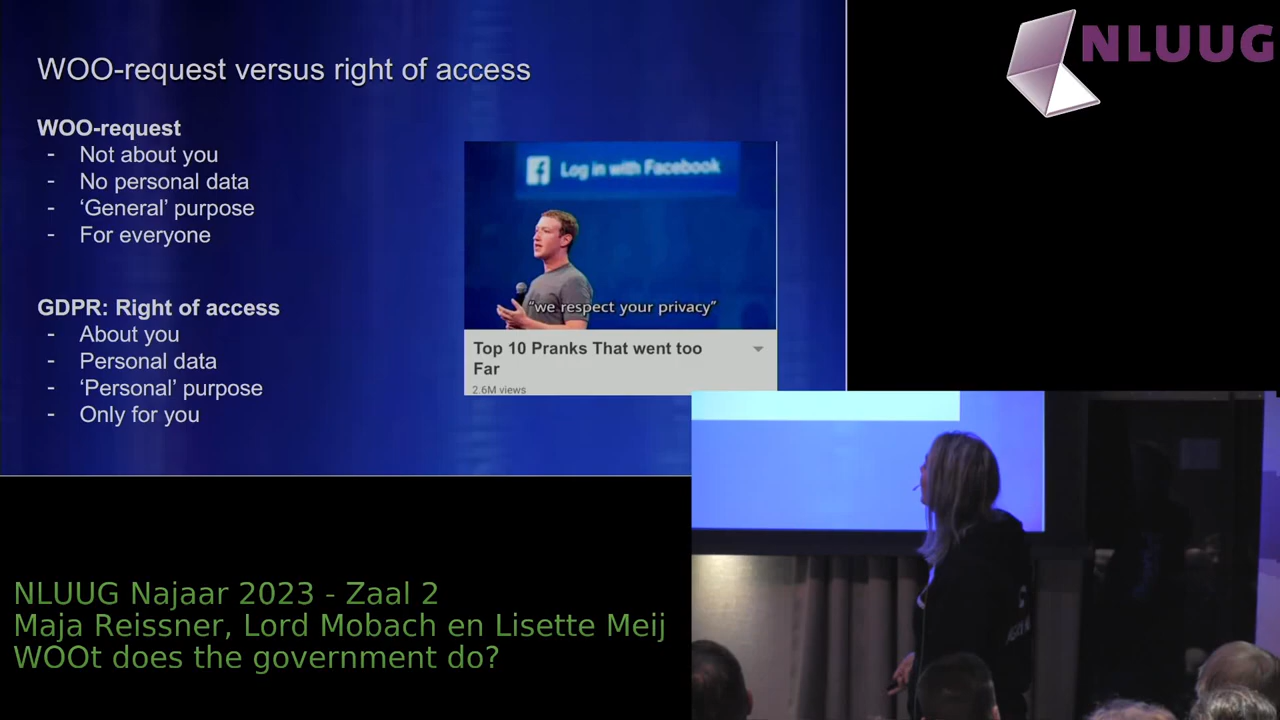 WOO-request versus right of access
WOO-request
- Not about you
- No personal data
- ‘General’ purpose
- For everyone
GDPR: Right of access
- About you
- Personal data
- ‘Personal’ purpose
- Only for you
Log in with Facebook
“we respect your privacy”
Top 10 Pranks That went too
Far
2.6M views
NLUUG
NLUUG Najaar 2023 - Zaal 2
Maja Reissner, Lord Mobach en Lisette Meij
WOOt does the government do?